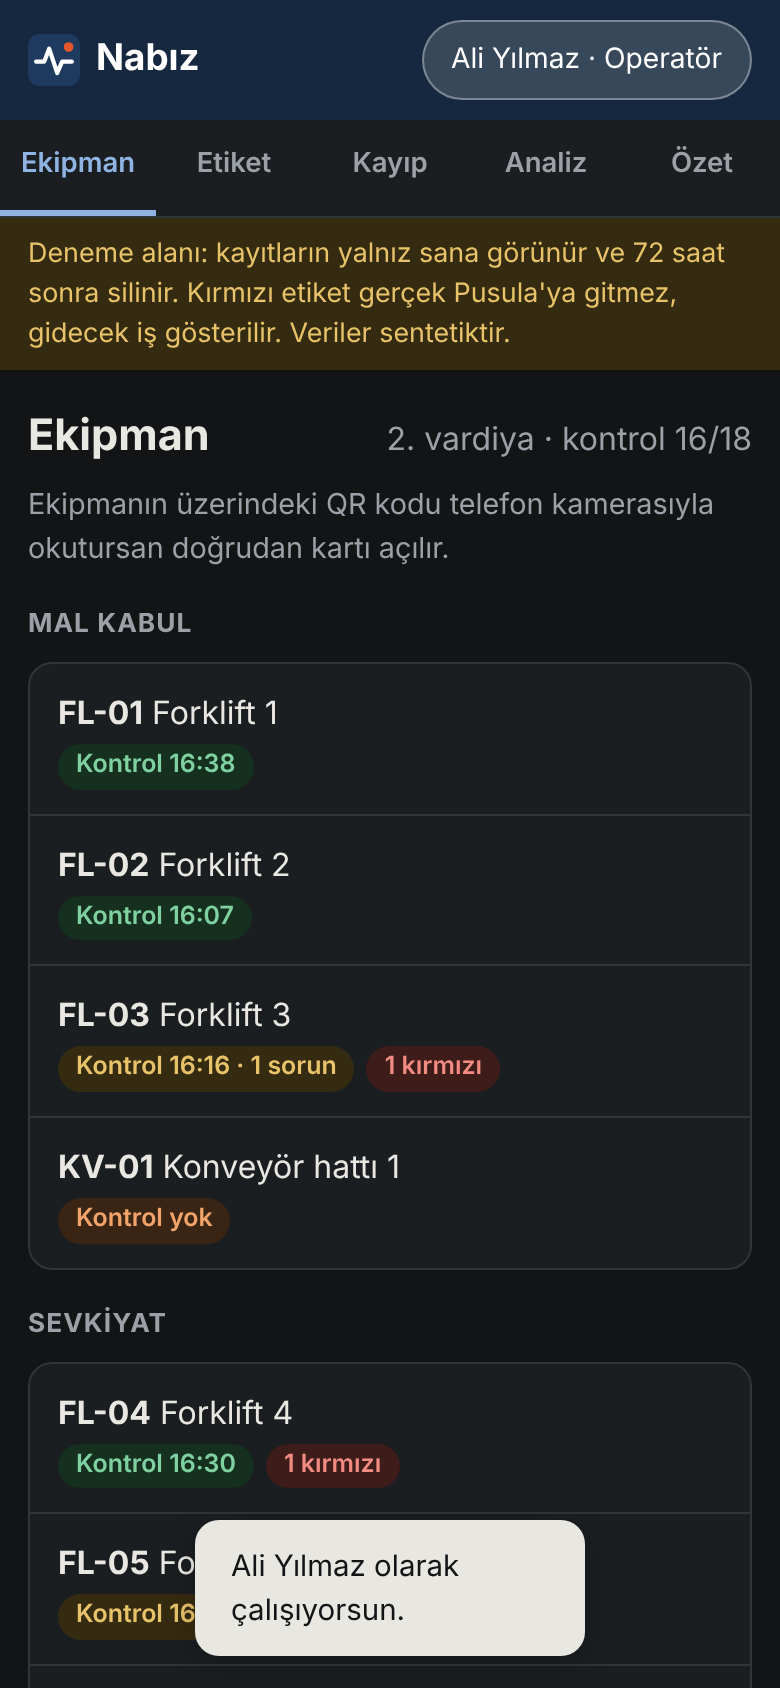 Nabız
Ali Yılmaz · Operatör
Ekipman
Etiket
Kayıp
Analiz
Özet
Deneme alanı: kayıtların yalnız sana görünür ve 72 saat
sonra silinir. Kırmızı etiket gerçek Pusula'ya gitmez,
gidecek iş gösterilir. Veriler sentetiktir.
Ekipman
2. vardiya · kontrol 16/18
Ekipmanın üzerindeki QR kodu telefon kamerasıyla
okutursan doğrudan kartı açılır.
MAL KABUL
FL-01 Forklift 1
Kontrol 16:38
FL-02 Forklift 2
Kontrol 16:07
FL-03 Forklift 3
Kontrol 16:16 · 1 sorun
1 kırmızı
KV-01 Konveyör hattı 1
Kontrol yok
SEVKİYAT
FL-04 Forklift 4
Kontrol 16:30
1 kırmızı
FL-05 Fo
Kontrol 16
Ali Yılmaz olarak
çalışıyorsun.